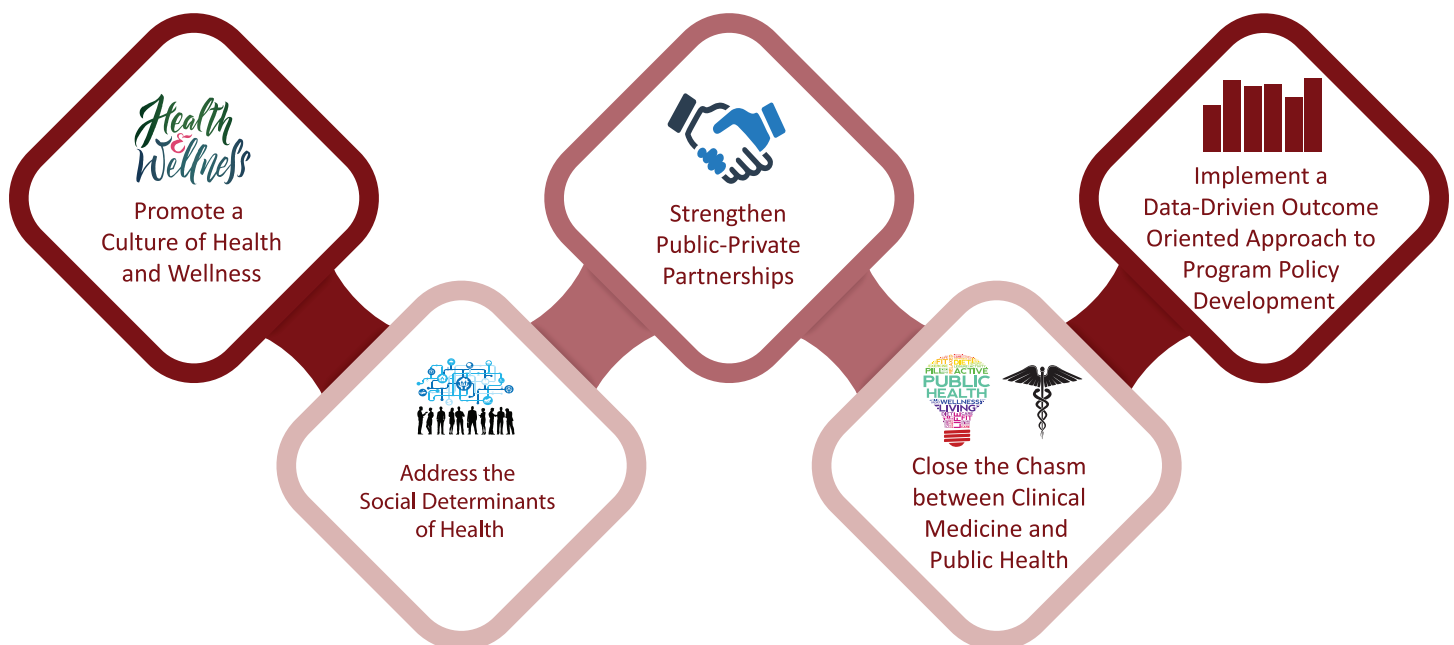 Health
&
Wellness
Promote a
Culture of Health
and Wellness
Address the
Social Determinants
of Health
Strengthen
Public-Private
Partnerships
PUBLIC
HEALTH
WELLNESS
LIVING
Close the Chasm
between Clinical
Medicine and
Public Health
Implement a
Data-Drivien Outcome
Oriented Approach to
Program Policy
Development